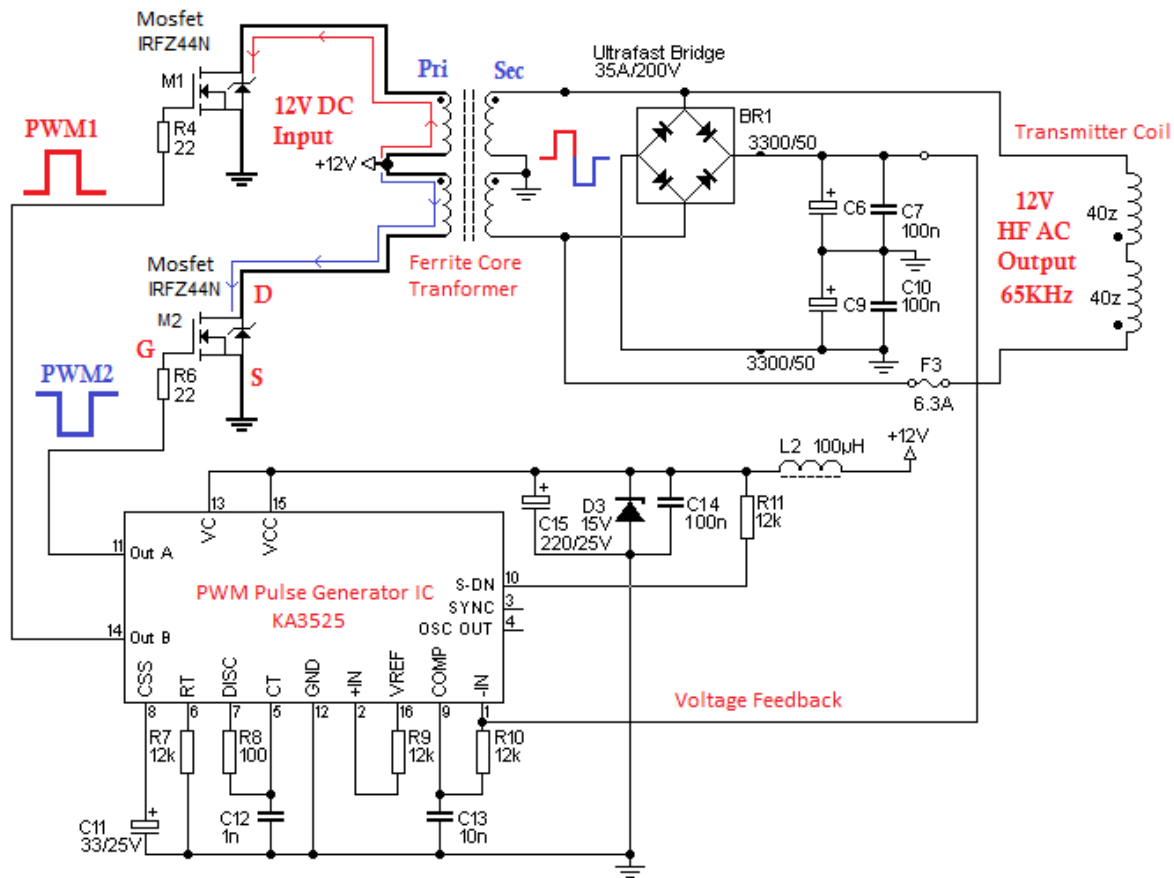 Mosfet
IRFZ44N
M1
R4
22
PWM1
12V DC
Input
+12V
Pri
Sec
Ultrafast Bridge
35A/200V
BR1
3300/50
+
C6
C7
100n
Transmitter Coil
12V
HF AC
Output
65KHz
40z
40z
Mosfet
IRFZ44N
D
M2
G
S
R6
22
PWM2
Ferrite Core
Tranformer
+
C9
C10
100n
3300/50
F3
6.3A
+12V
L2 100µH
13
15
VC
VCC
+
C15
220/25V
D3
15V
C14
100n
R11
12k
11
Out A
14
Out B
PWM Pulse Generator IC
KA3525
S-DN
10
SYNC
3
OSC OUT
4
CSS
RT
DISC
CT
GND
+IN
VREF
COMP
-IN
8
6
7
5
12
2
16
9
1
Voltage Feedback
R7
12k
R8
100
R9
12k
R10
12k
+
C11
33/25V
C12
1n
C13
10n